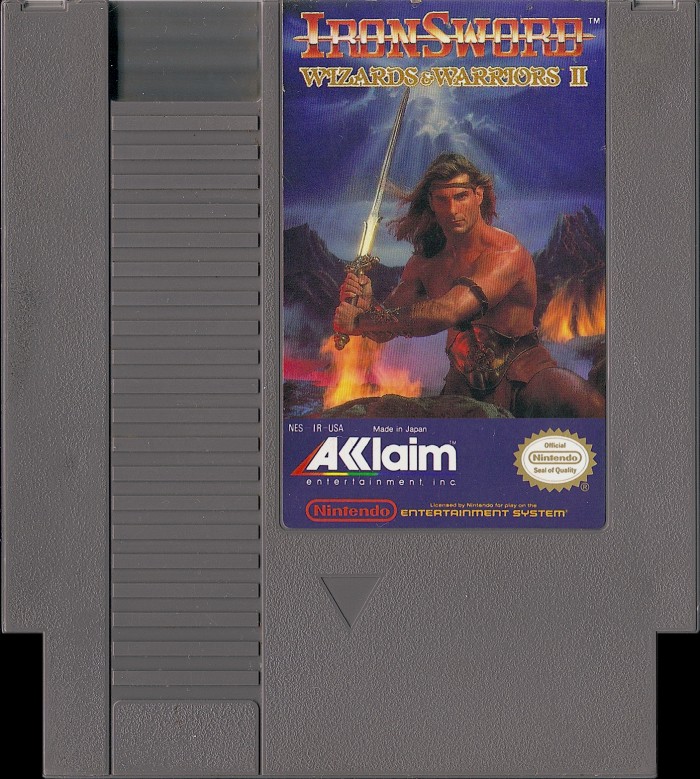 IRONSWORD™
WIZARDS & WARRIORS II
NES-IR-USA
Made in Japan
AKKlaim™
entertainment, inc.
Official
Nintendo
Seal of Quality
®
Nintendo
Licensed by Nintendo for play on the
ENTERTAINMENT SYSTEM®